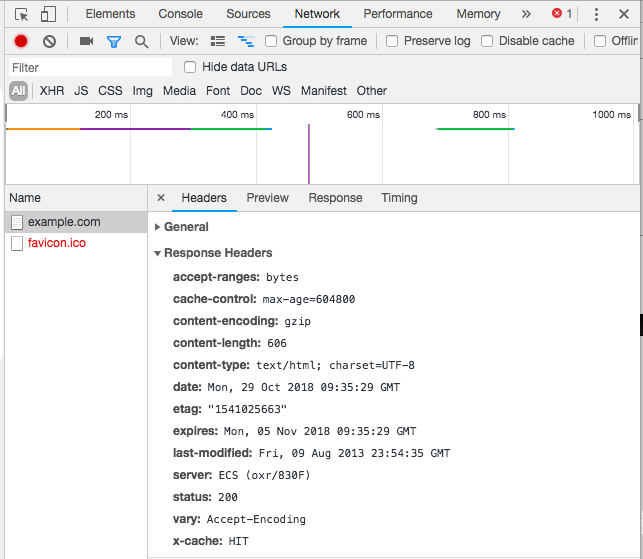 Elements Console Sources Network Performance Memory » 1
View: Group by frame Preserve log Disable cache Offlin
Filter Hide data URLs
All XHR JS CSS Img Media Font Doc WS Manifest Other
200 ms 400 ms 600 ms 800 ms 1000 ms
Name × Headers Preview Response Timing
example.com
favicon.ico
General
Response Headers
accept-ranges: bytes
cache-control: max-age=604800
content-encoding: gzip
content-length: 606
content-type: text/html; charset=UTF-8
date: Mon, 29 Oct 2018 09:35:29 GMT
etag: "1541025663"
expires: Mon, 05 Nov 2018 09:35:29 GMT
last-modified: Fri, 09 Aug 2013 23:54:35 GMT
server: ECS (oxr/830F)
status: 200
vary: Accept-Encoding
x-cache: HIT